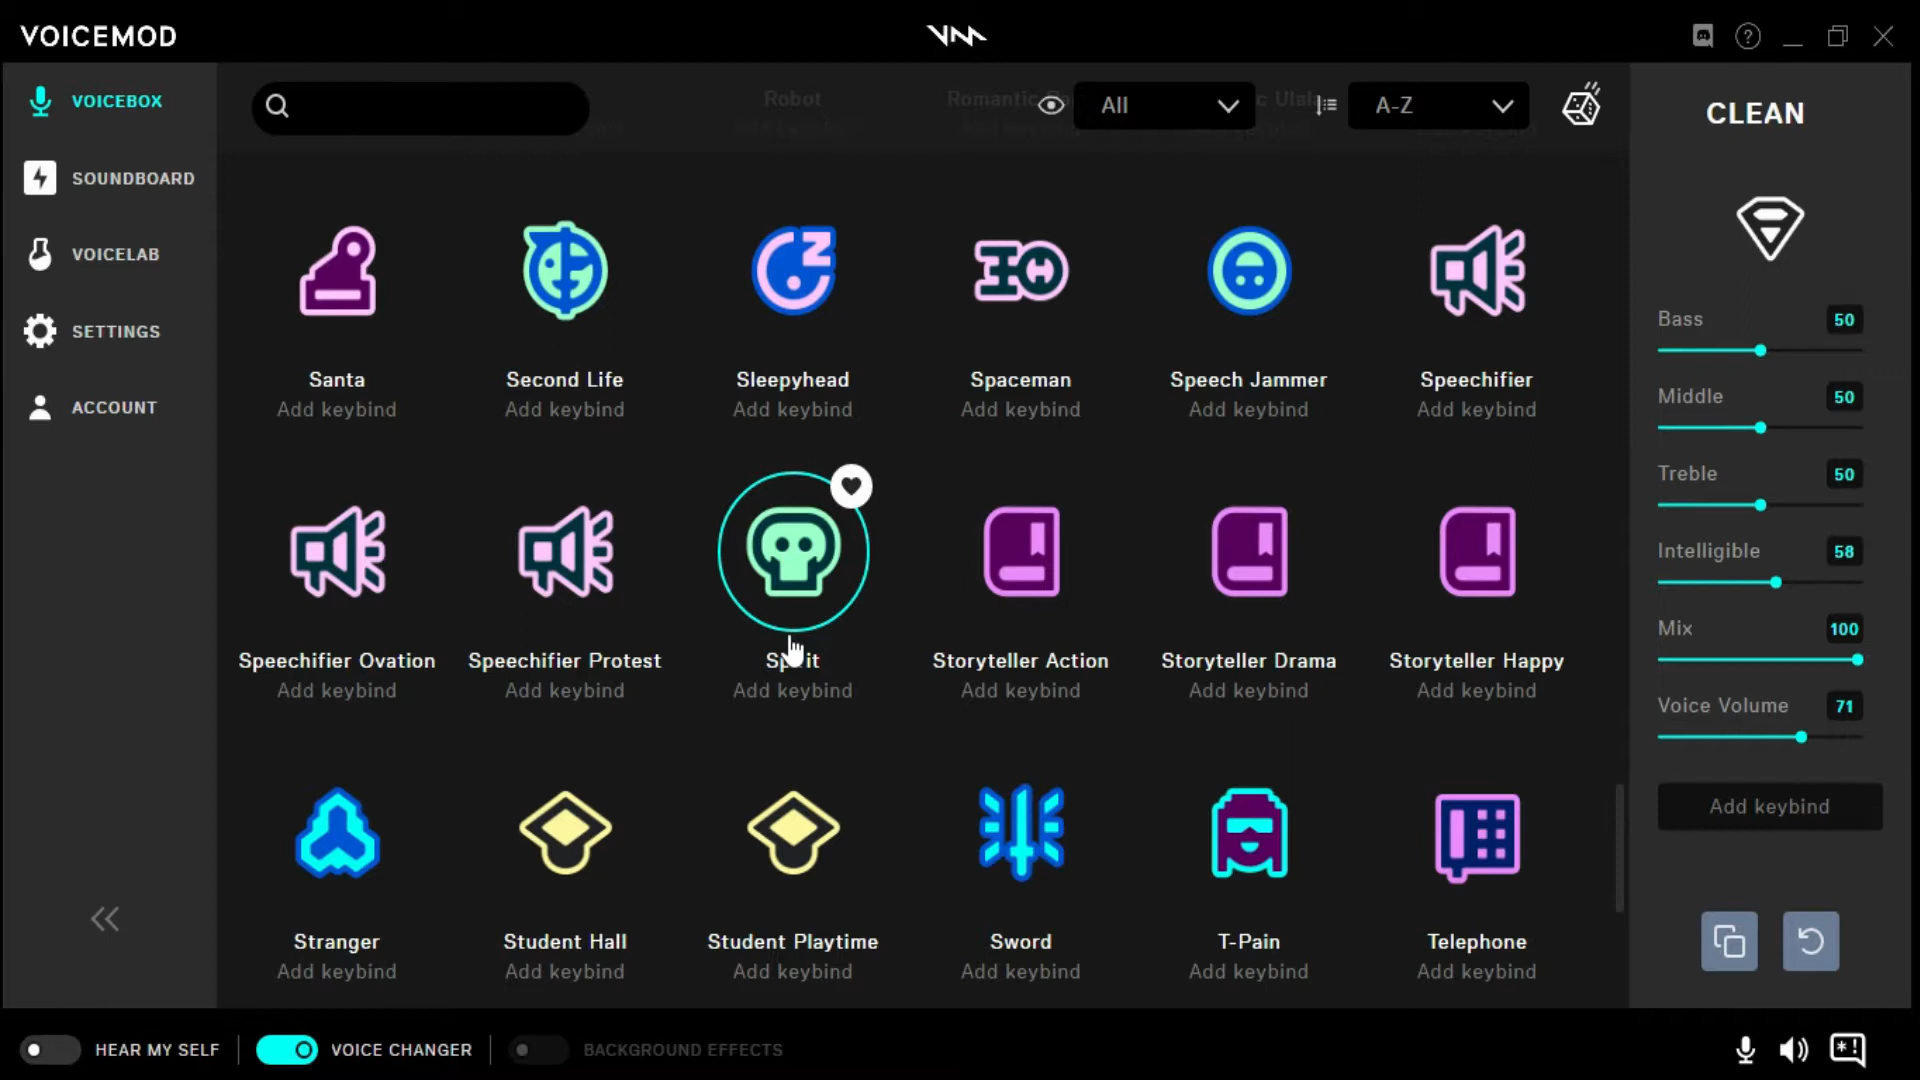 VOICEMOD
VOICEBOX
SOUNDBOARD
VOICELAB
SETTINGS
ACCOUNT
Robot
All
A-Z
Santa
Add keybind
Second Life
Add keybind
Sleepyhead
Add keybind
Spaceman
Add keybind
Speech Jammer
Add keybind
Speechifier
Add keybind
Speechifier Ovation
Add keybind
Speechifier Protest
Add keybind
Add keybind
Storyteller Action
Add keybind
Storyteller Drama
Add keybind
Storyteller Happy
Add keybind
Stranger
Add keybind
Student Hall
Add keybind
Student Playtime
Add keybind
Sword
Add keybind
T-Pain
Add keybind
Telephone
Add keybind
CLEAN
Bass 50
Middle 50
Treble 50
Intelligible 58
Mix 100
Voice Volume 71
Add keybind
HEAR MY SELF
VOICE CHANGER
BACKGROUND EFFECTS